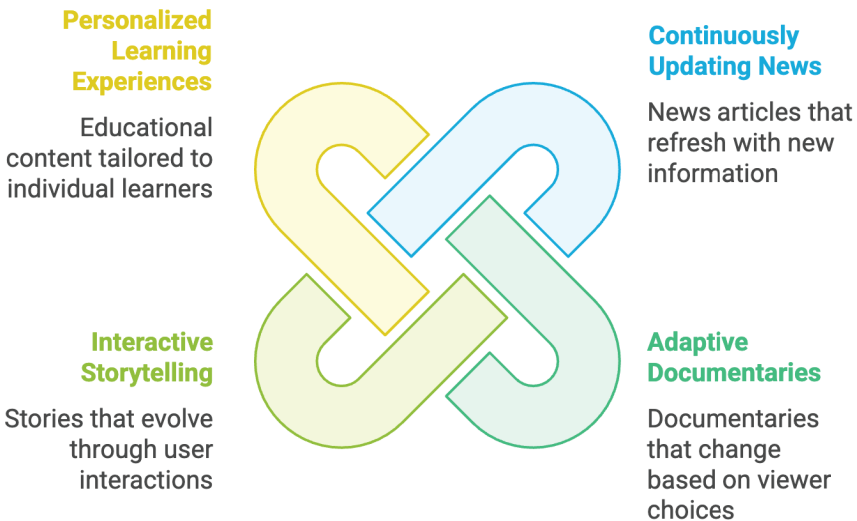 Personalized
Learning
Experiences
Educational
content tailored to
individual learners
Continuously
Updating News
News articles that
refresh with new
information
Interactive
Storytelling
Stories that evolve
through user
interactions
Adaptive
Documentaries
Documentaries
that change
based on viewer
choices